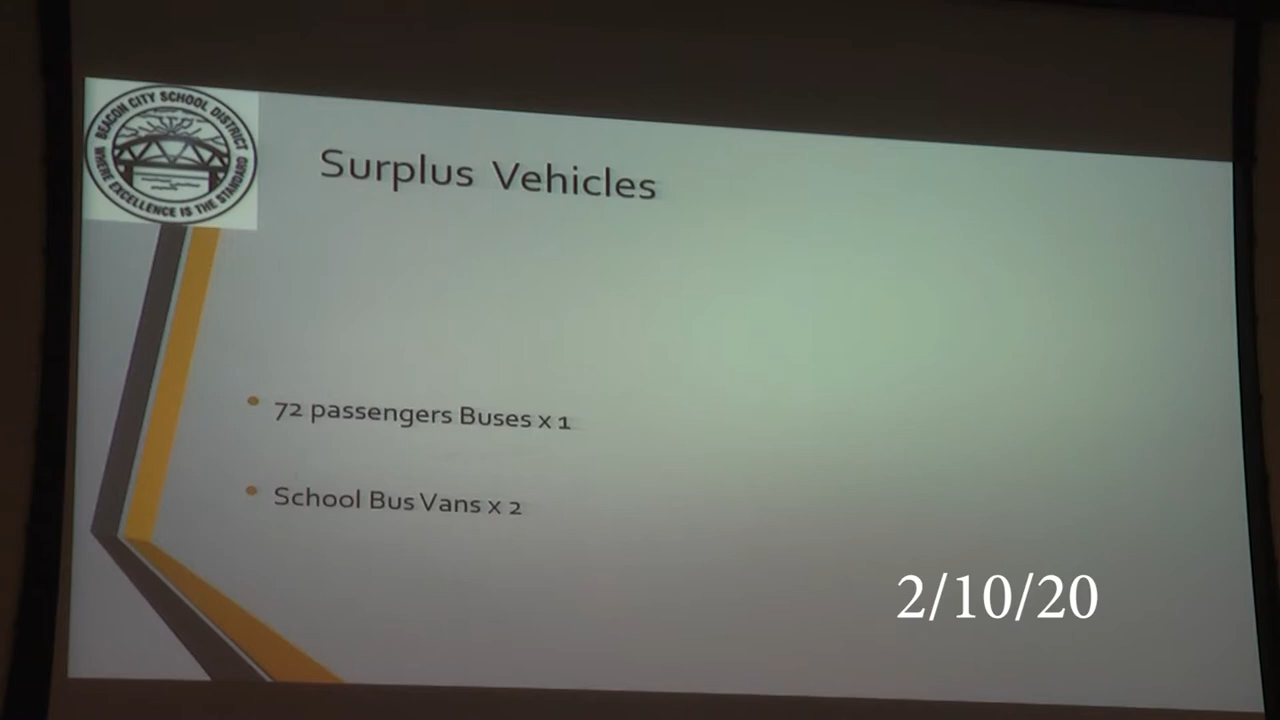 BEACON CITY SCHOOL DISTRICT
WHERE EXCELLENCE IS THE STANDARD
Surplus Vehicles
72 passengers Buses x 1
School Bus Vans x 2
2/10/20